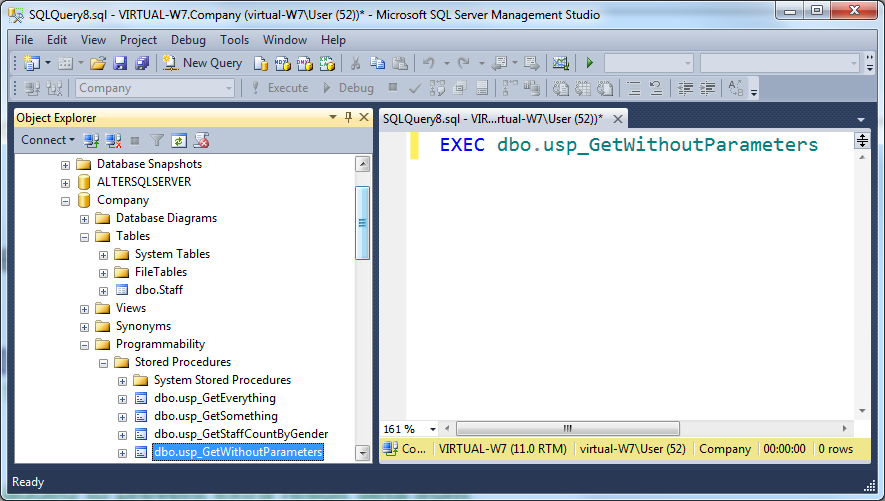 SQLQuery8.sql - VIRTUAL-W7.Company (virtual-W7\User (52))* - Microsoft SQL Server Management Studio
File Edit View Project Debug Tools Window Help
New Query
Company Execute Debug
Object Explorer
Connect
Database Snapshots
ALTERSQLSERVER
Company
Database Diagrams
Tables
System Tables
FileTables
dbo.Staff
Views
Synonyms
Programmability
Stored Procedures
System Stored Procedures
dbo.usp_GetEverything
dbo.usp_GetSomething
dbo.usp_GetStaffCountByGender
dbo.usp_GetWithoutParameters
SQLQuery8.sql - VIR...rtual-W7\User (52))*
EXEC dbo.usp_GetWithoutParameters
161 %
Co... VIRTUAL-W7 (11.0 RTM) virtual-W7\User (52) Company 00:00:00 0 rows
Ready